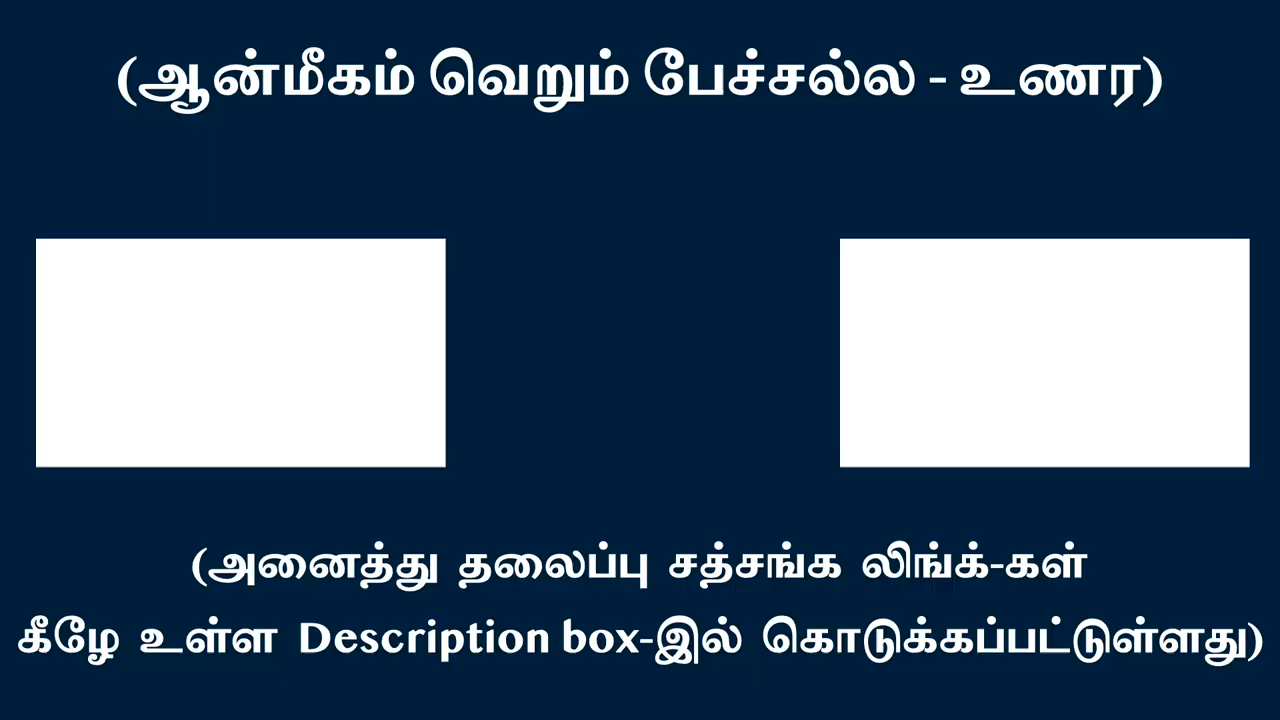 (ஆன்மீகம் வெறும் பேச்சல்ல - உணர)
(அனைத்து தலைப்பு சத்சங்க லிங்க்-கள்
கீழே உள்ள Description box-இல் கொடுக்கப்பட்டுள்ளது)